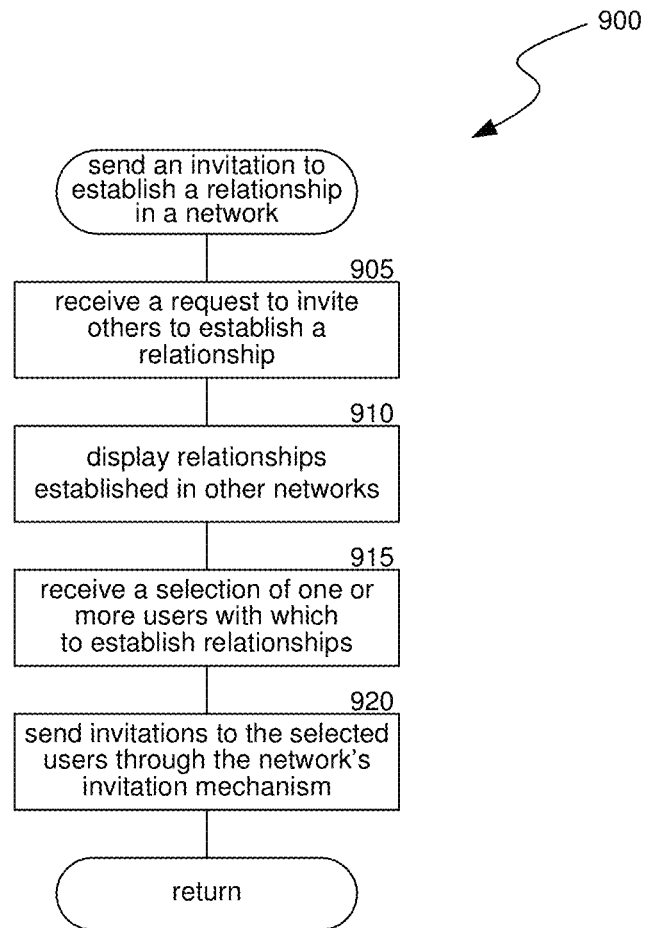 900
send an invitation to
establish a relationship
in a network
905
receive a request to invite
others to establish a
relationship
910
display relationships
established in other networks
915
receive a selection of one or
more users with which
to establish relationships
920
send invitations to the selected
users through the network's
invitation mechanism
return